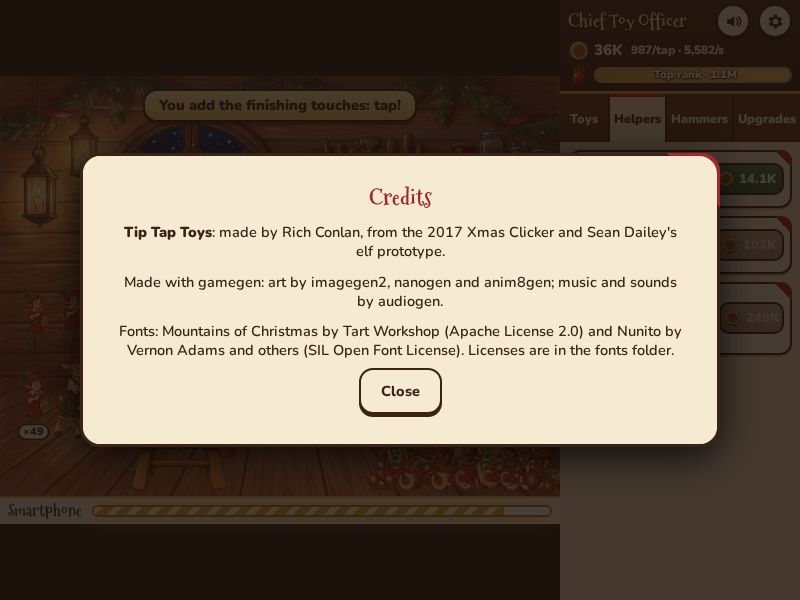 Chief Toy Officer
36K 987/tap · 5,582/s
Top rank · 1.1M
You add the finishing touches: tap!
Toys Helpers Hammers Upgrades
14.1K
103K
248K
Credits
Tip Tap Toys: made by Rich Conlan, from the 2017 Xmas Clicker and Sean Dailey's
elf prototype.
Made with gamegen: art by imagegen2, nanogen and anim8gen; music and sounds
by audiogen.
Fonts: Mountains of Christmas by Tart Workshop (Apache License 2.0) and Nunito by
Vernon Adams and others (SIL Open Font License). Licenses are in the fonts folder.
Close
×49
Smartphone